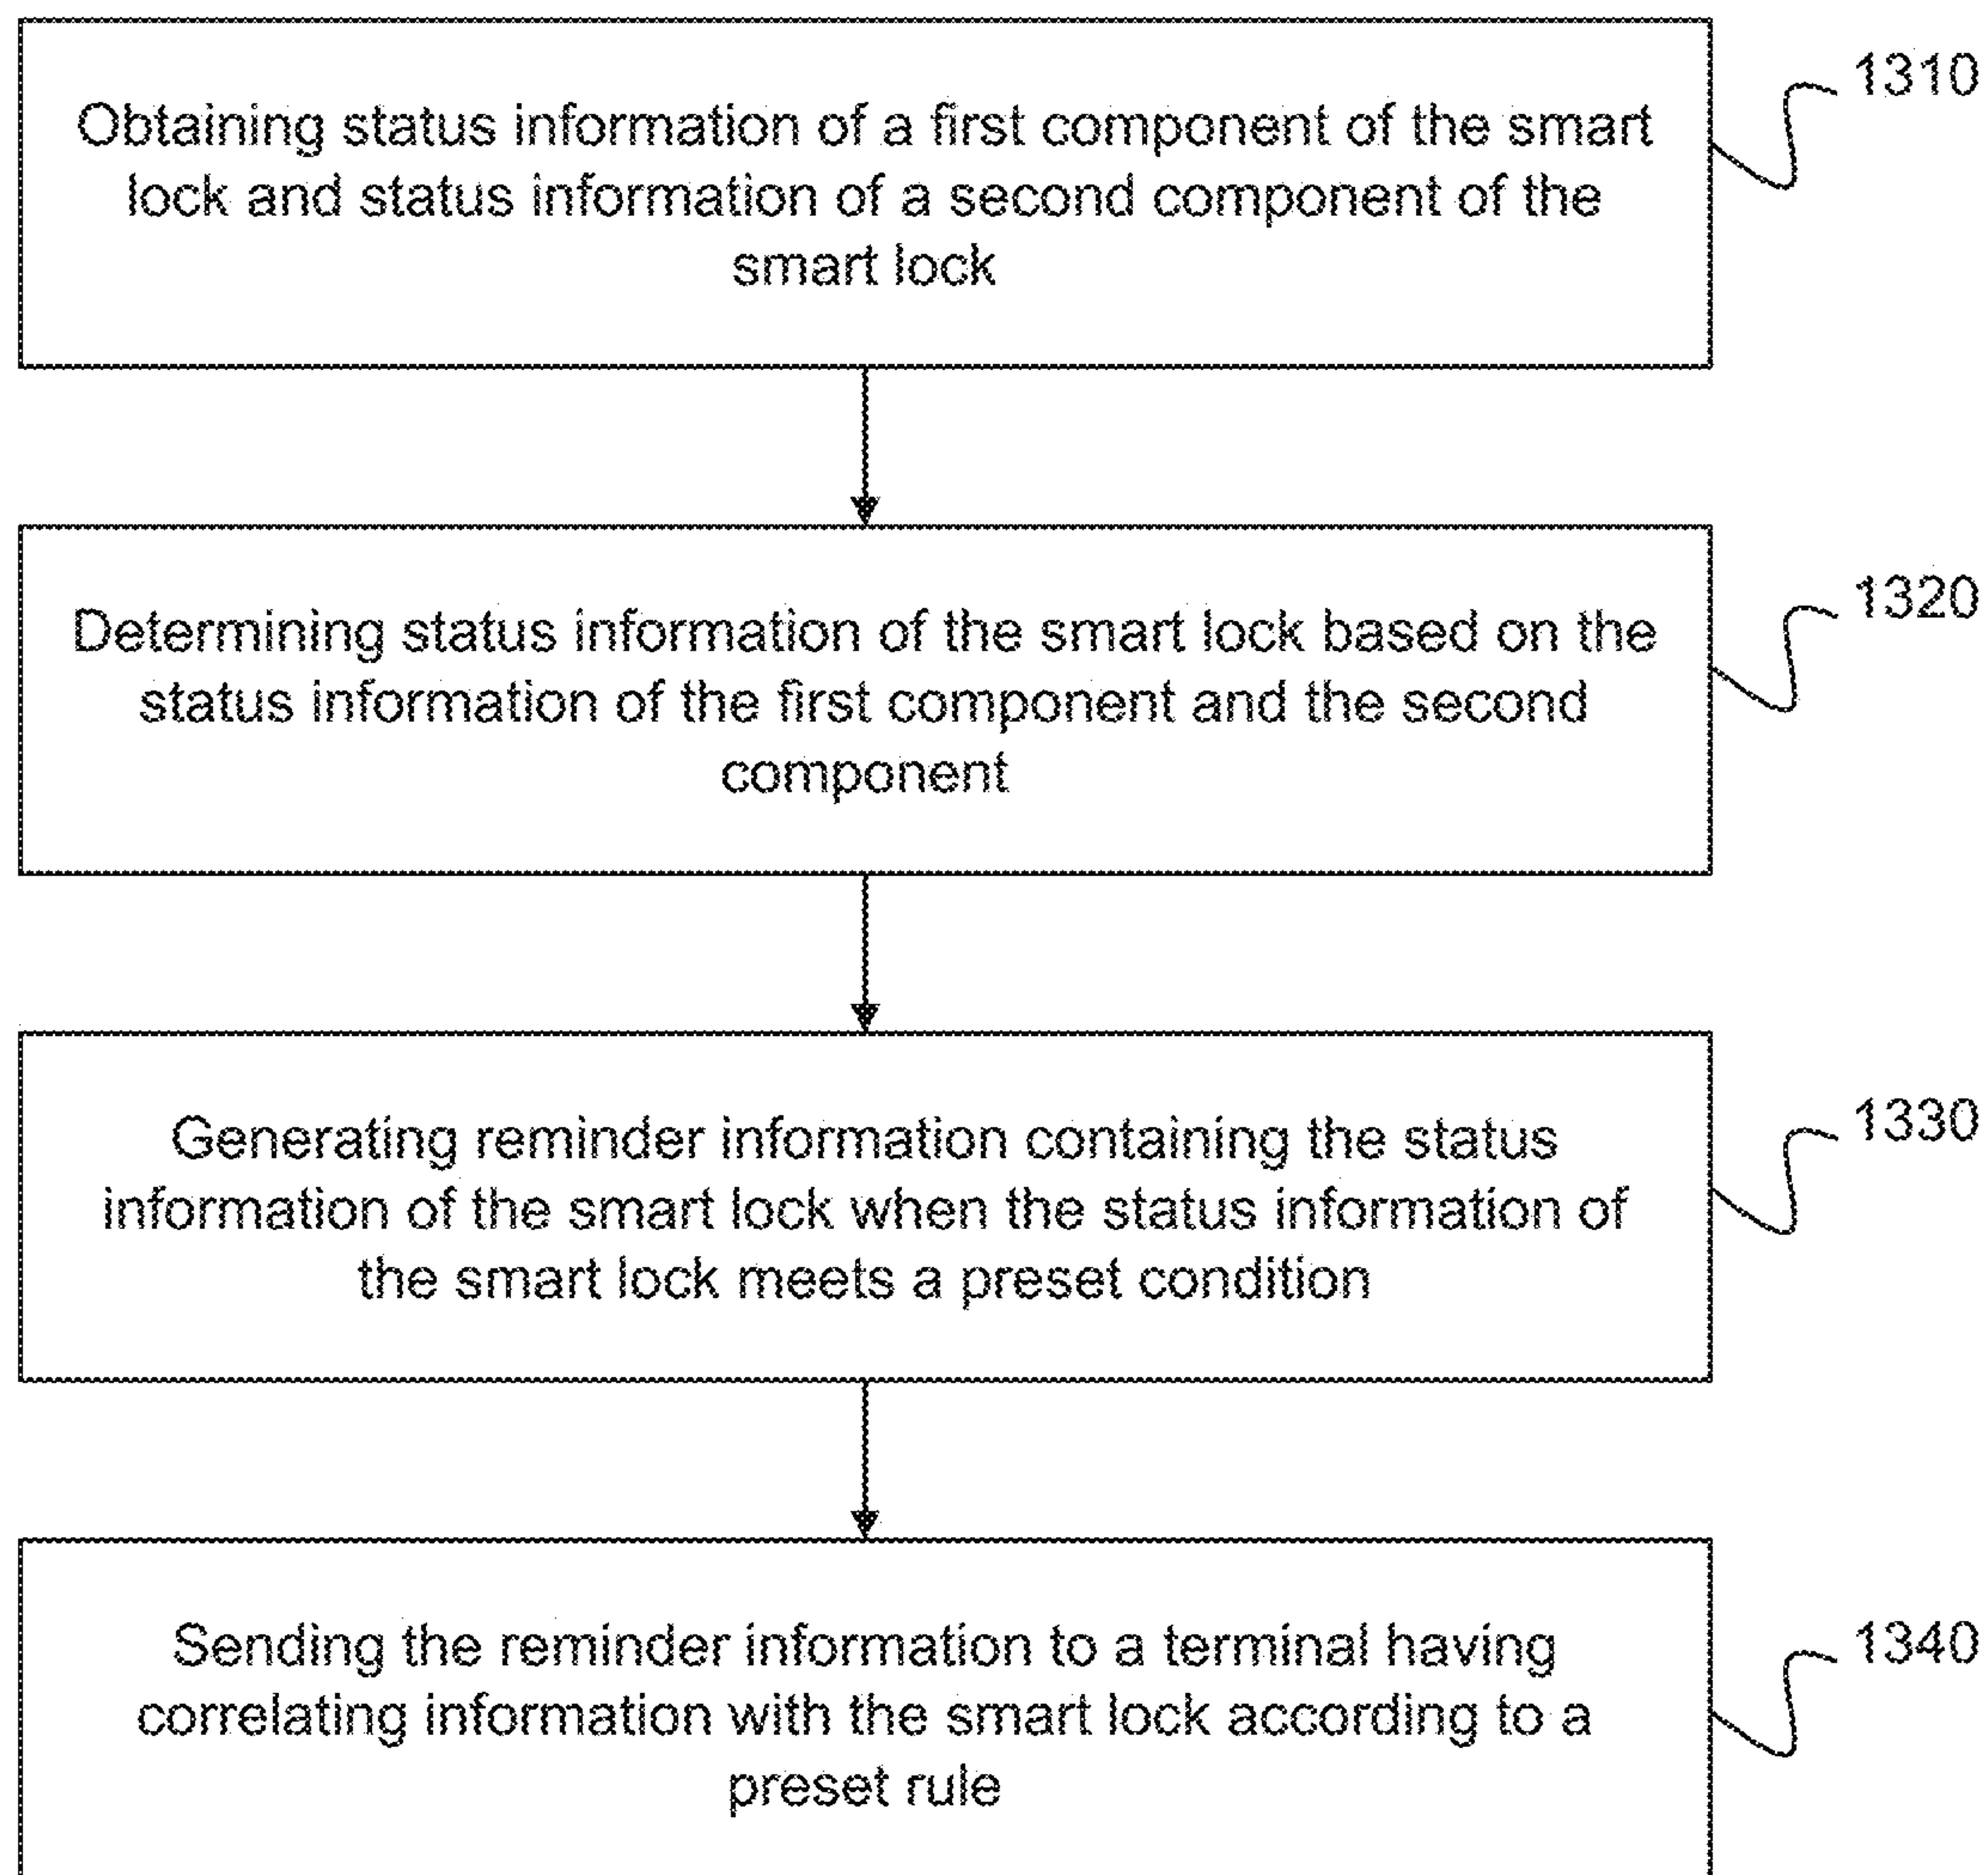 Obtaining status information of a first component of the smart
lock and status information of a second component of the
smart lock
1310
Determining status information of the smart lock based on the
status information of the first component and the second
component
1320
Generating reminder information containing the status
information of the smart lock when the status information of
the smart lock meets a preset condition
1330
Sending the reminder information to a terminal having
correlating information with the smart lock according to a
preset rule
1340